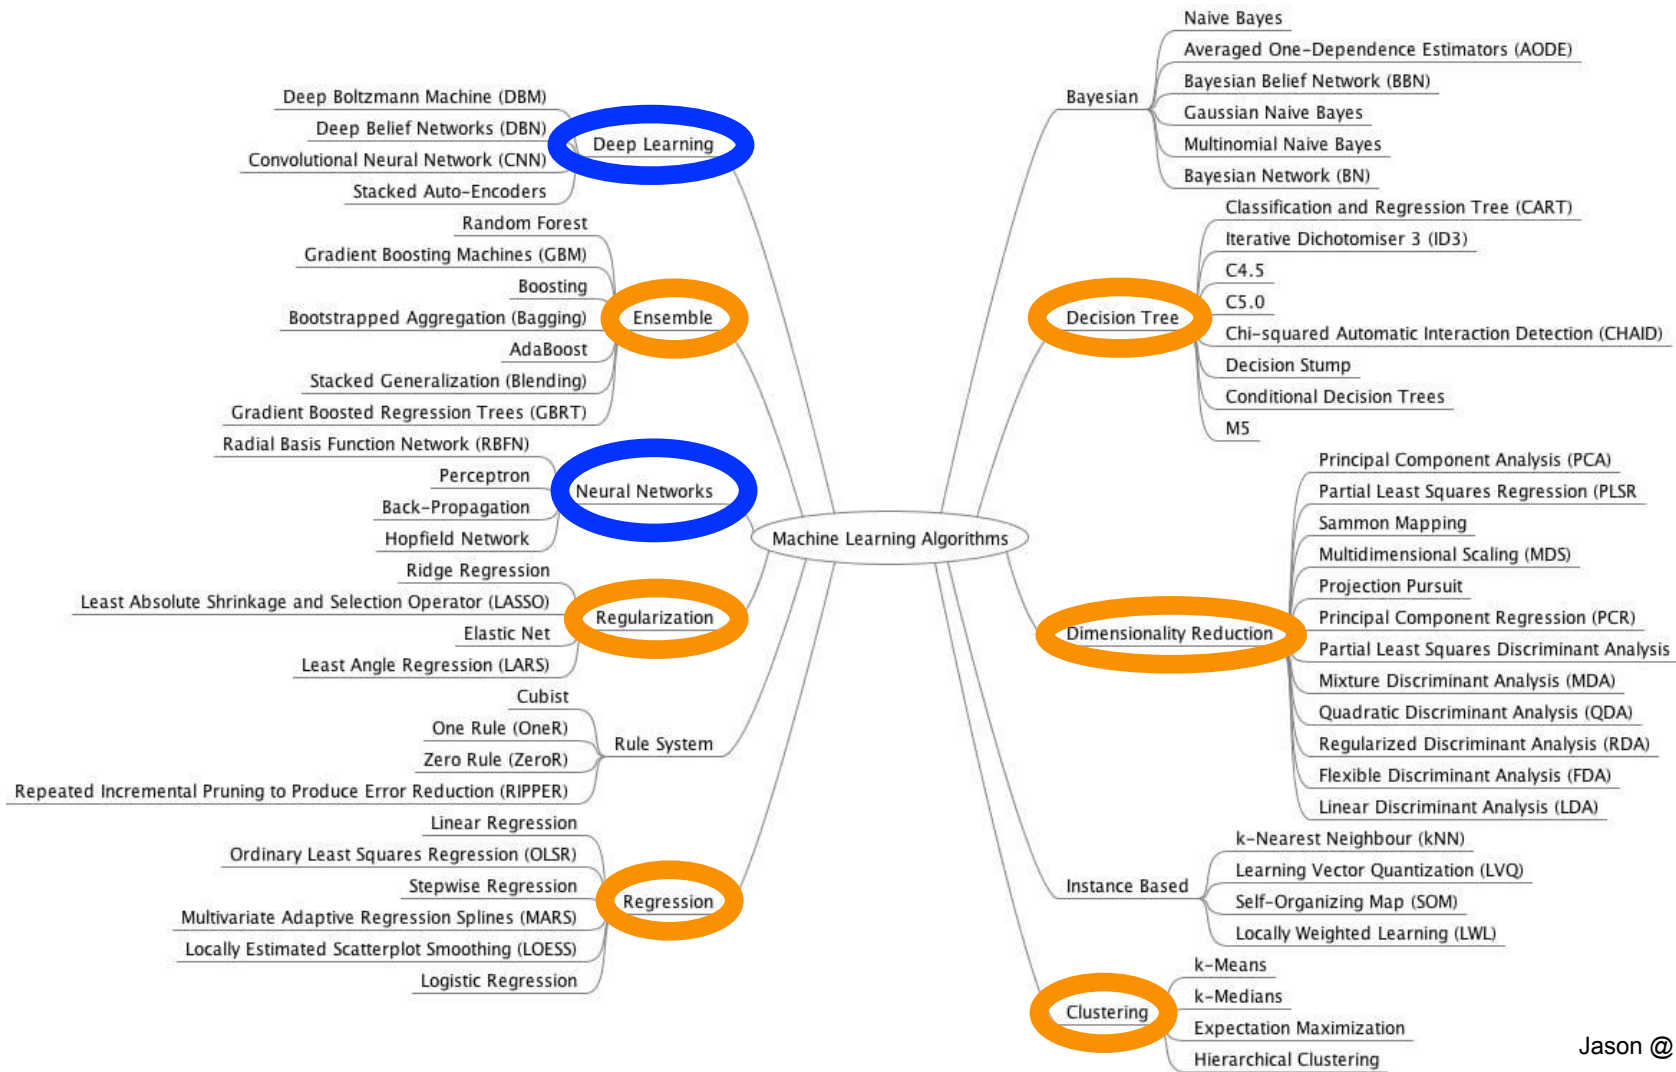 Deep Boltzmann Machine (DBM)
Deep Belief Networks (DBN)
Convolutional Neural Network (CNN)
Stacked Auto-Encoders
Deep Learning
Random Forest
Gradient Boosting Machines (GBM)
Boosting
Bootstrapped Aggregation (Bagging)
AdaBoost
Stacked Generalization (Blending)
Gradient Boosted Regression Trees (GBRT)
Ensemble
Radial Basis Function Network (RBFN)
Perceptron
Back-Propagation
Hopfield Network
Neural Networks
Ridge Regression
Least Absolute Shrinkage and Selection Operator (LASSO)
Elastic Net
Least Angle Regression (LARS)
Regularization
Cubist
One Rule (OneR)
Zero Rule (ZeroR)
Repeated Incremental Pruning to Produce Error Reduction (RIPPER)
Rule System
Linear Regression
Ordinary Least Squares Regression (OLSR)
Stepwise Regression
Multivariate Adaptive Regression Splines (MARS)
Locally Estimated Scatterplot Smoothing (LOESS)
Logistic Regression
Regression
Machine Learning Algorithms
Bayesian
Naive Bayes
Averaged One-Dependence Estimators (AODE)
Bayesian Belief Network (BBN)
Gaussian Naive Bayes
Multinomial Naive Bayes
Bayesian Network (BN)
Decision Tree
Classification and Regression Tree (CART)
Iterative Dichotomiser 3 (ID3)
C4.5
C5.0
Chi-squared Automatic Interaction Detection (CHAID)
Decision Stump
Conditional Decision Trees
M5
Dimensionality Reduction
Principal Component Analysis (PCA)
Partial Least Squares Regression (PLSR
Sammon Mapping
Multidimensional Scaling (MDS)
Projection Pursuit
Principal Component Regression (PCR)
Partial Least Squares Discriminant Analysis
Mixture Discriminant Analysis (MDA)
Quadratic Discriminant Analysis (QDA)
Regularized Discriminant Analysis (RDA)
Flexible Discriminant Analysis (FDA)
Linear Discriminant Analysis (LDA)
Instance Based
k-Nearest Neighbour (kNN)
Learning Vector Quantization (LVQ)
Self-Organizing Map (SOM)
Locally Weighted Learning (LWL)
Clustering
k-Means
k-Medians
Expectation Maximization
Hierarchical Clustering
Jason @